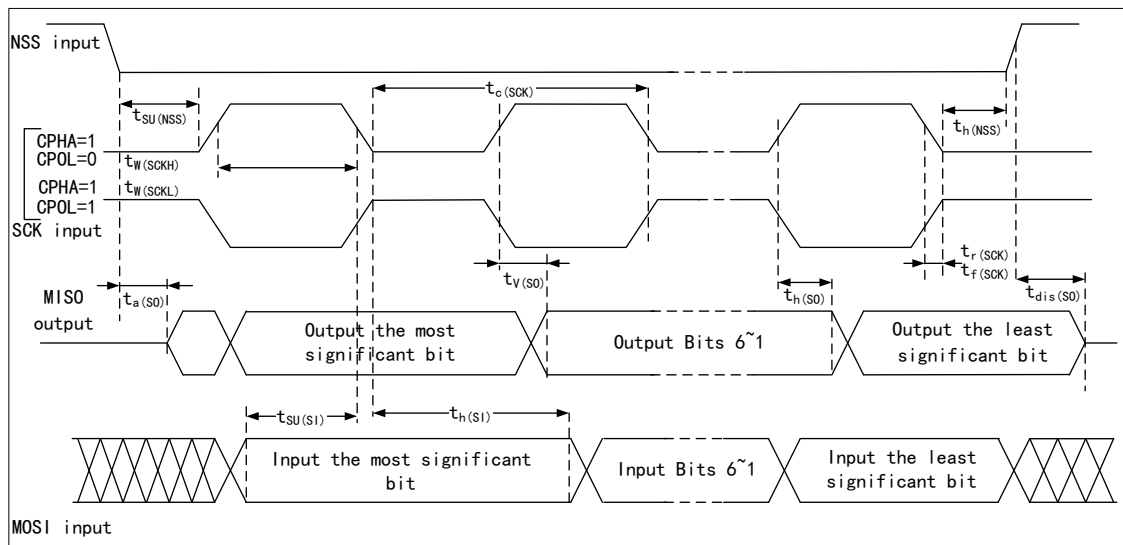 NSS input
tSU(NSS)
tc(SCK)
th(NSS)
CPHA=1
CPOL=0
tW(SCKH)
CPHA=1
tW(SCKL)
CPOL=1
SCK input
tr(SCK)
tf(SCK)
ta(SO)
tV(SO)
th(SO)
tdis(SO)
MISO
output
Output the most
significant bit
Output Bits 6~1
Output the least
significant bit
tSU(SI)
th(SI)
Input the most significant
bit
Input Bits 6~1
Input the least
significant bit
MOSI input